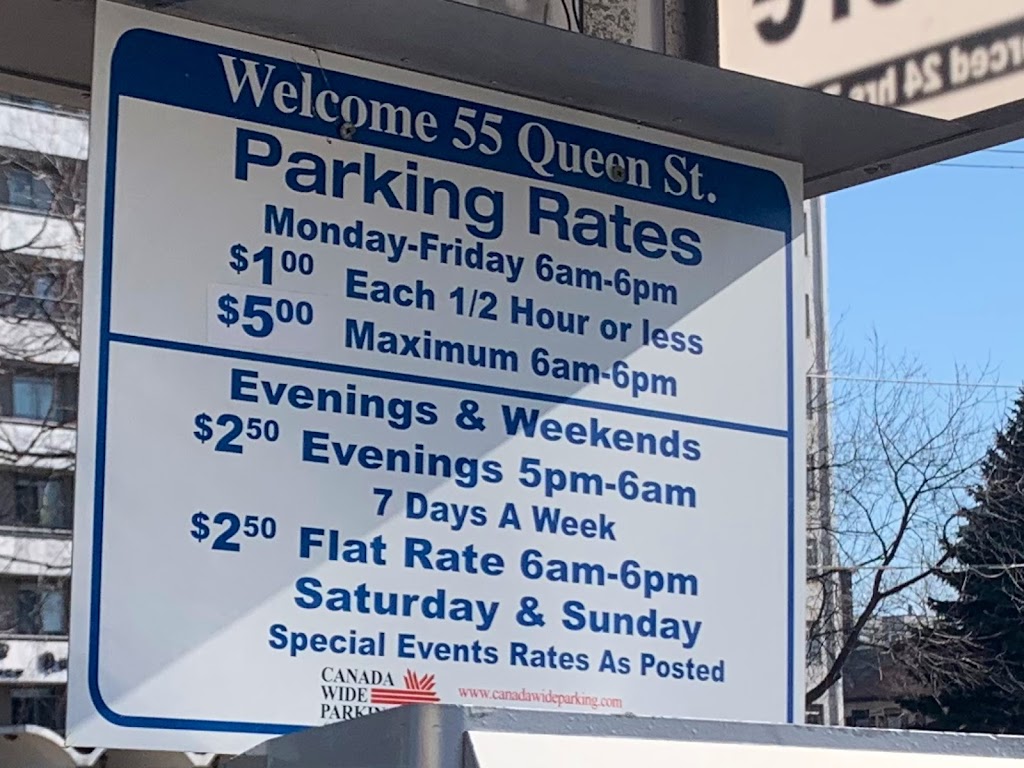 Welcome 55 Queen St.
Parking Rates
Monday-Friday 6am-6pm
$1 00 Each 1/2 Hour or less
$5 00 Maximum 6am-6pm
Evenings & Weekends
$2 50 Evenings 5pm-6am
7 Days A Week
$2 50 Flat Rate 6am-6pm
Saturday & Sunday
Special Events Rates As Posted
CANADA
WIDE
www.canadawideparking.com
24